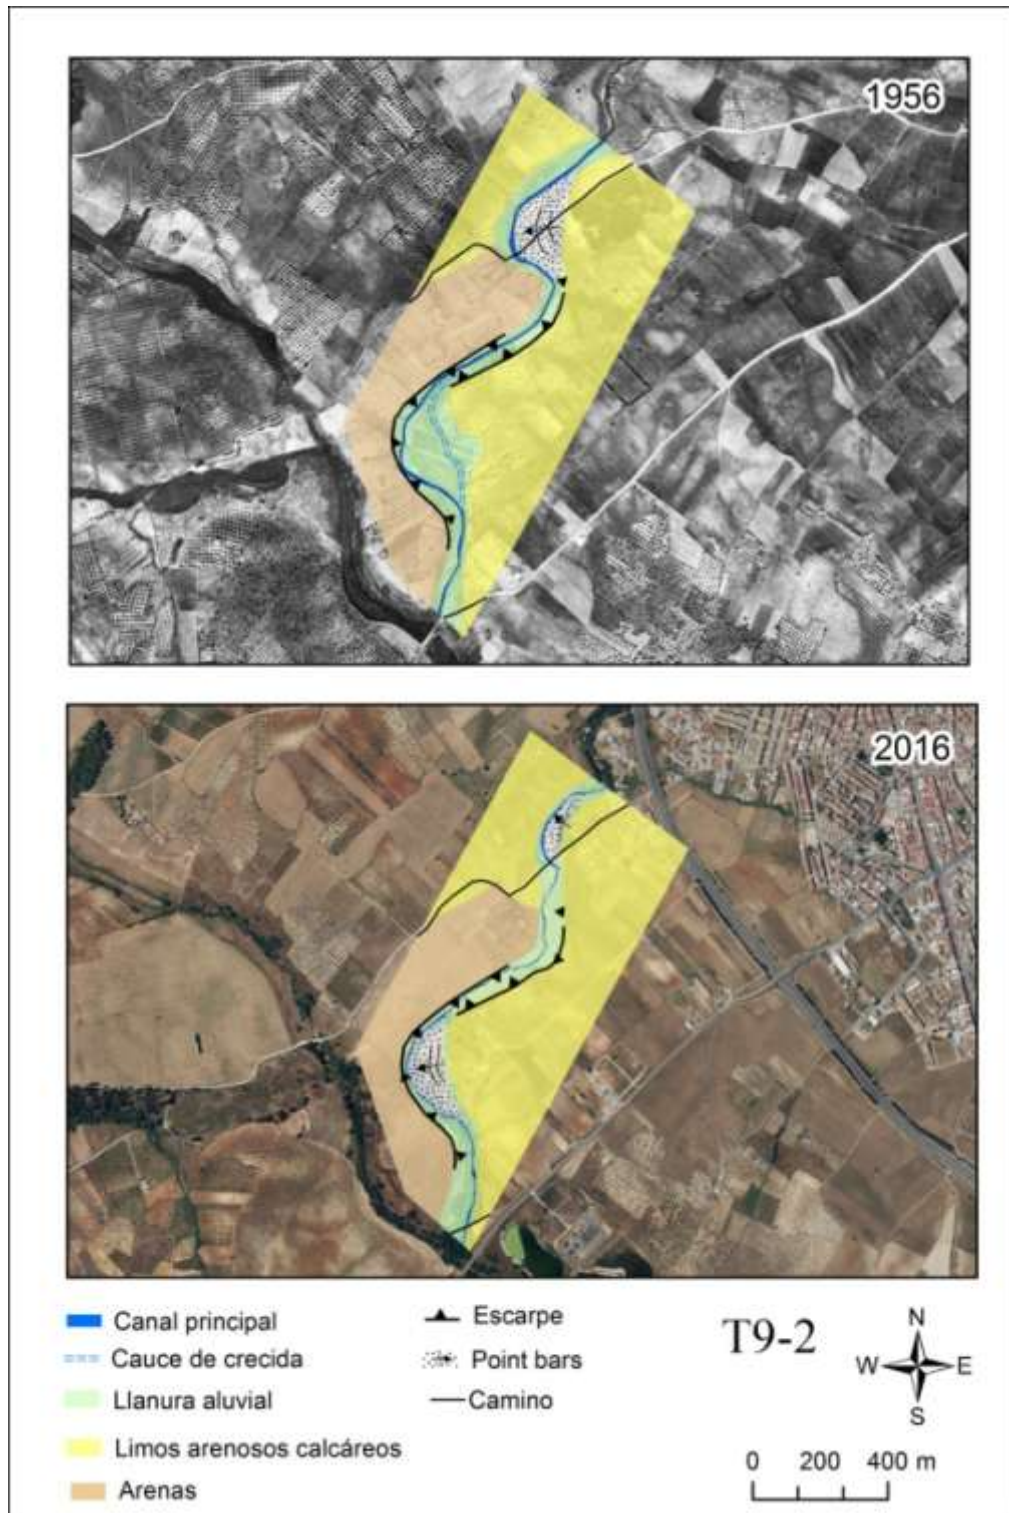 1956
2016
Canal principal
Cauce de crecida
Llanura aluvial
Limos arenosos calcáreos
Arenas
Escarpe
Point bars
Camino
T9-2
N
W E
S
0 200 400 m